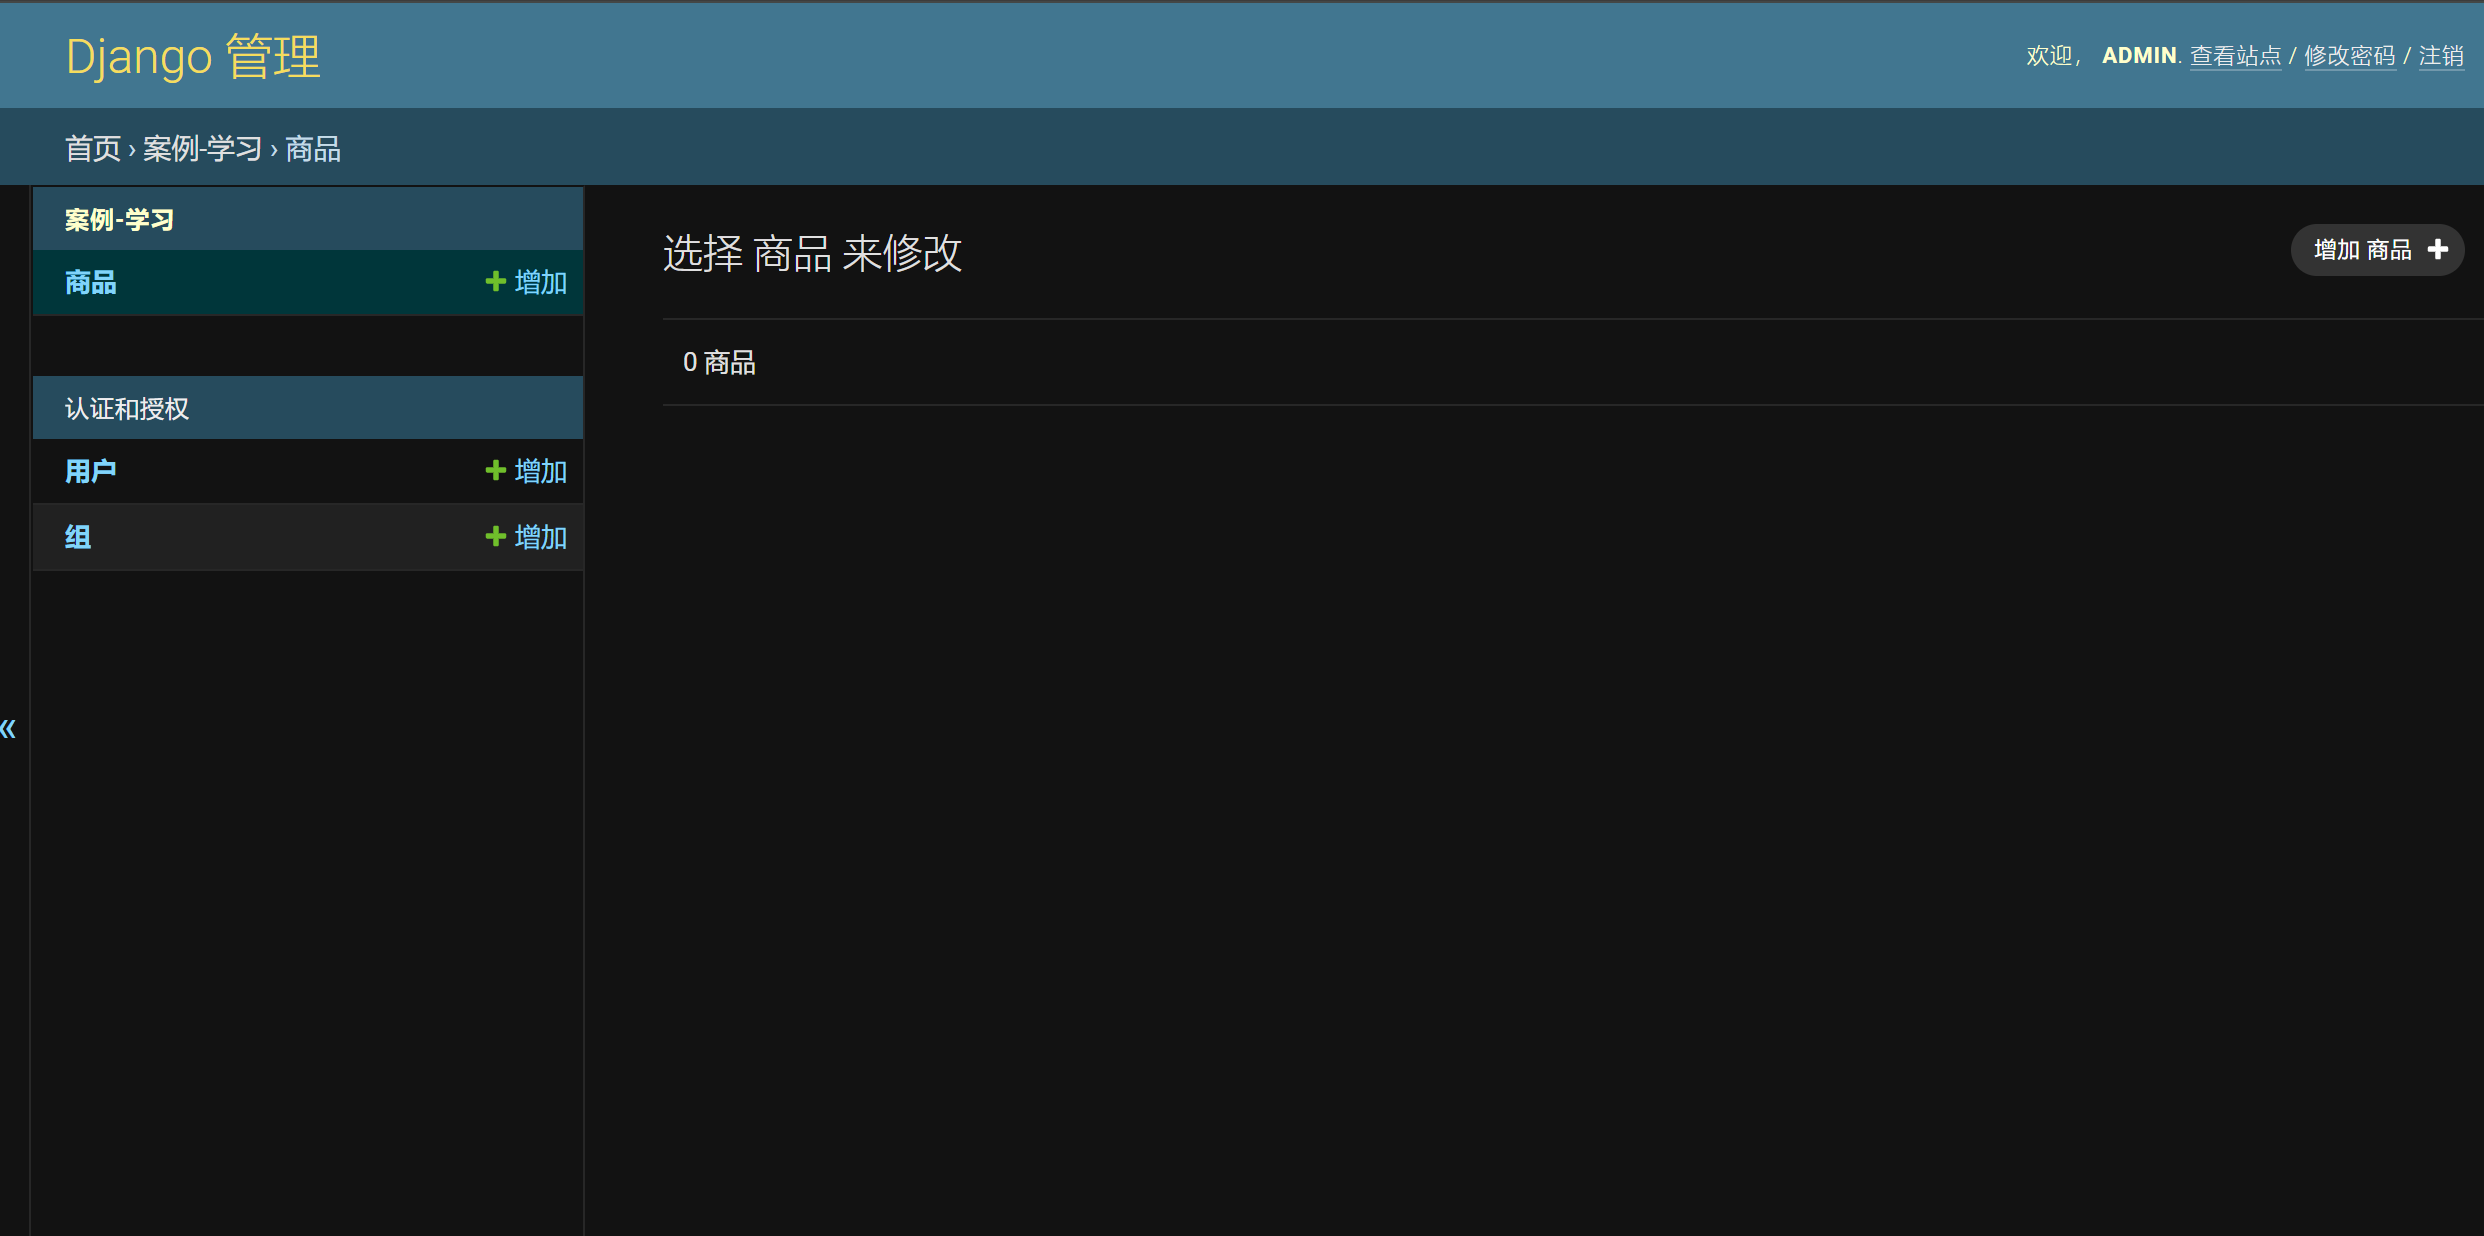 Django 管理
欢迎， ADMIN. 查看站点 / 修改密码 / 注销
首页 › 案例-学习 › 商品
案例-学习
商品 增加
认证和授权
用户 增加
组 增加
«
选择 商品 来修改
增加 商品
0 商品